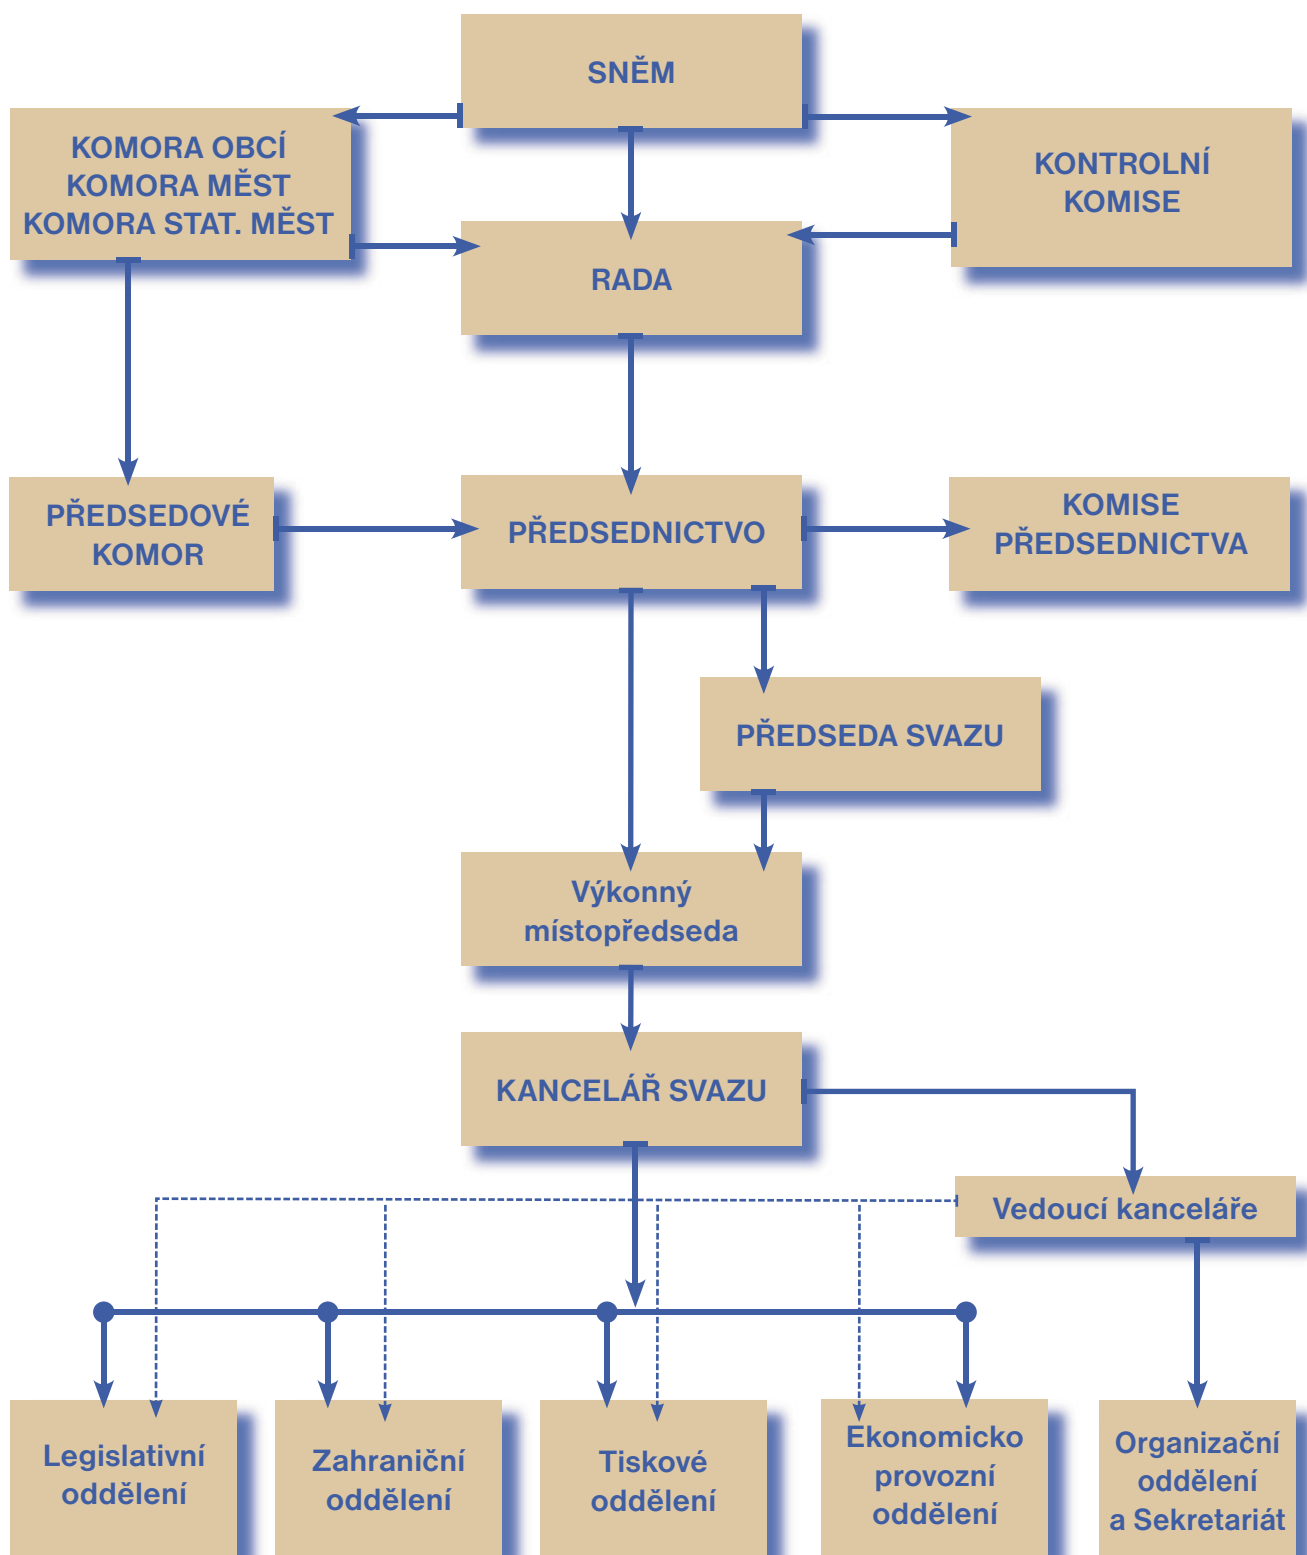 SNĚM
KOMORA OBCÍ
KOMORA MĚST
KOMORA STAT. MĚST
KONTROLNÍ
KOMISE
RADA
PŘEDSEDOVÉ
KOMOR
PŘEDSEDNICTVO
KOMISE
PŘEDSEDNICTVA
PŘEDSEDA SVAZU
Výkonný
místopředseda
KANCELÁŘ SVAZU
Vedoucí kanceláře
Legislativní
oddělení
Zahraniční
oddělení
Tiskové
oddělení
Ekonomicko
provozní
oddělení
Organizační
oddělení
a Sekretariát